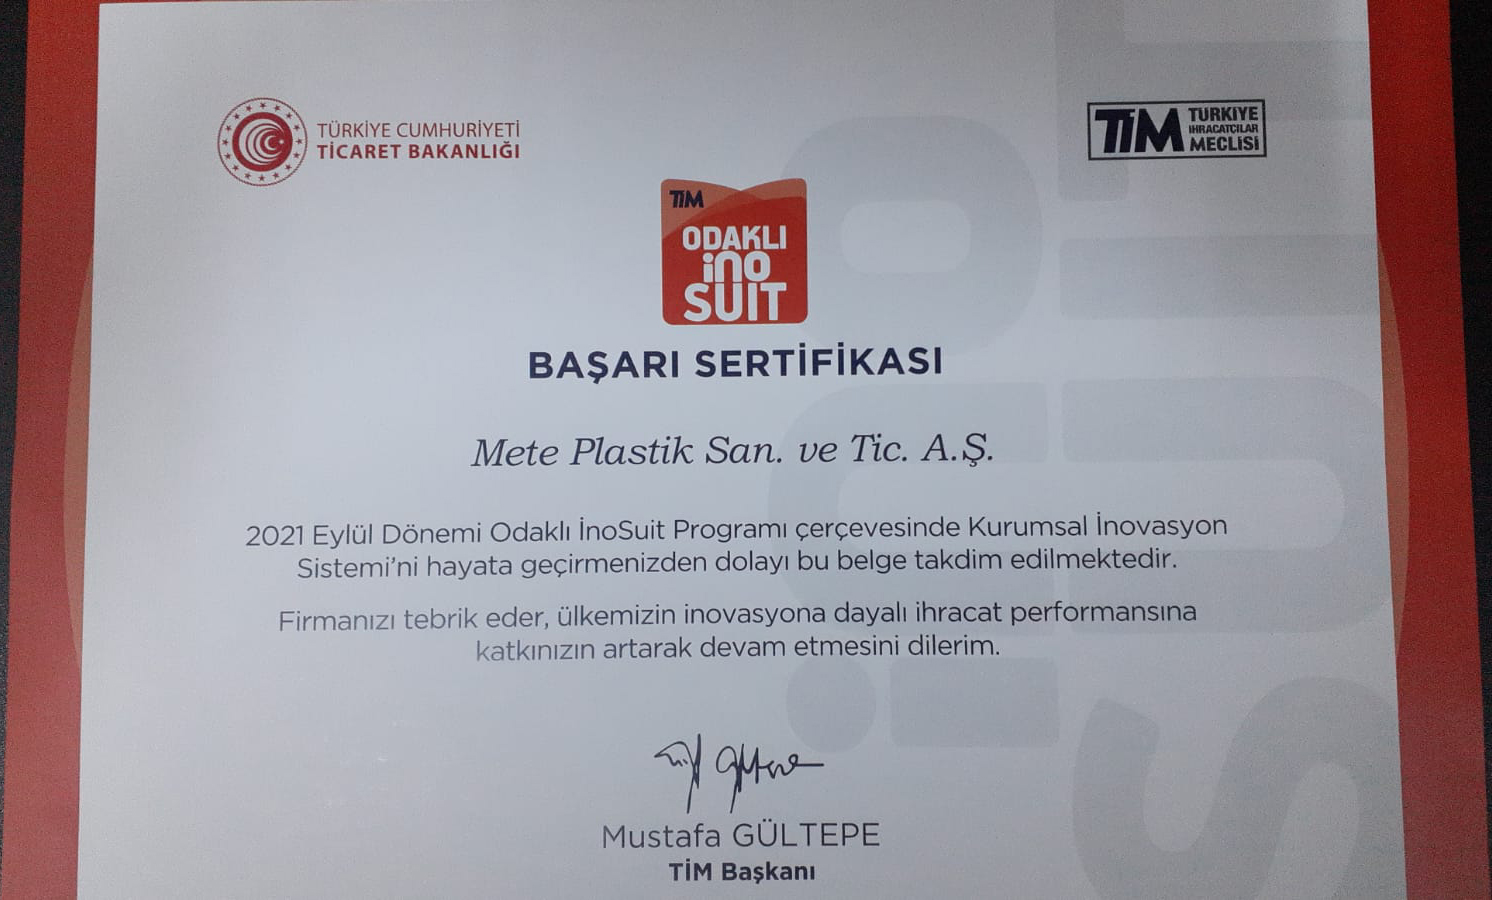 TÜRKİYE CUMHURİYETİ
TİCARET BAKANLIĞI
TİM TÜRKİYE
İHRACATÇILAR
MECLİSİ
TİM
ODAKLI
iNO
SUIT
BAŞARI SERTİFİKASI
Mete Plastik San. ve Tic. A.Ş.
2021 Eylül Dönemi Odaklı İnoSuit Programı çerçevesinde Kurumsal İnovasyon
Sistemi'ni hayata geçirmenizden dolayı bu belge takdim edilmektedir.
Firmanızı tebrik eder, ülkemizin inovasyona dayalı ihracat performansına
katkınızın artarak devam etmesini dilerim.
Mustafa GÜLTEPE
TİM Başkanı